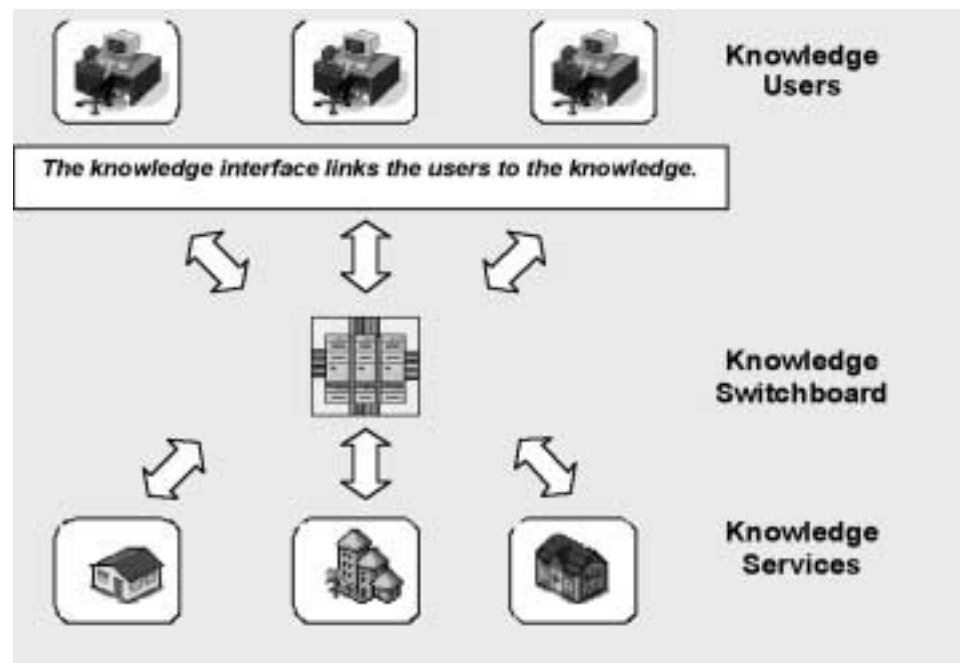 Knowledge
Users
The knowledge interface links the users to the knowledge.
Knowledge
Switchboard
Knowledge
Services